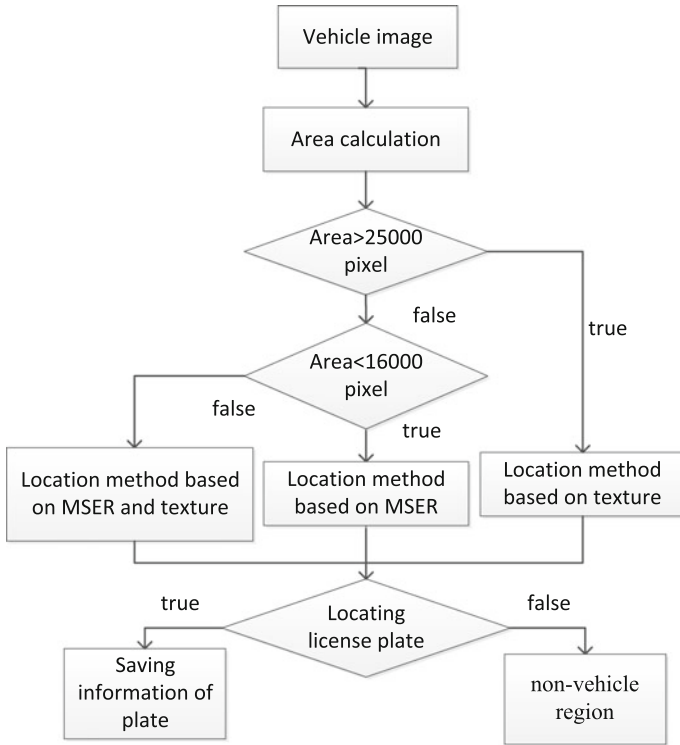 Vehicle image
Area calculation
Area>25000
pixel
false
true
Area<16000
pixel
false
true
Location method based
on MSER and texture
Location method
based on MSER
Location method
based on texture
true
Locating
license plate
false
Saving
information of
plate
non-vehicle
region